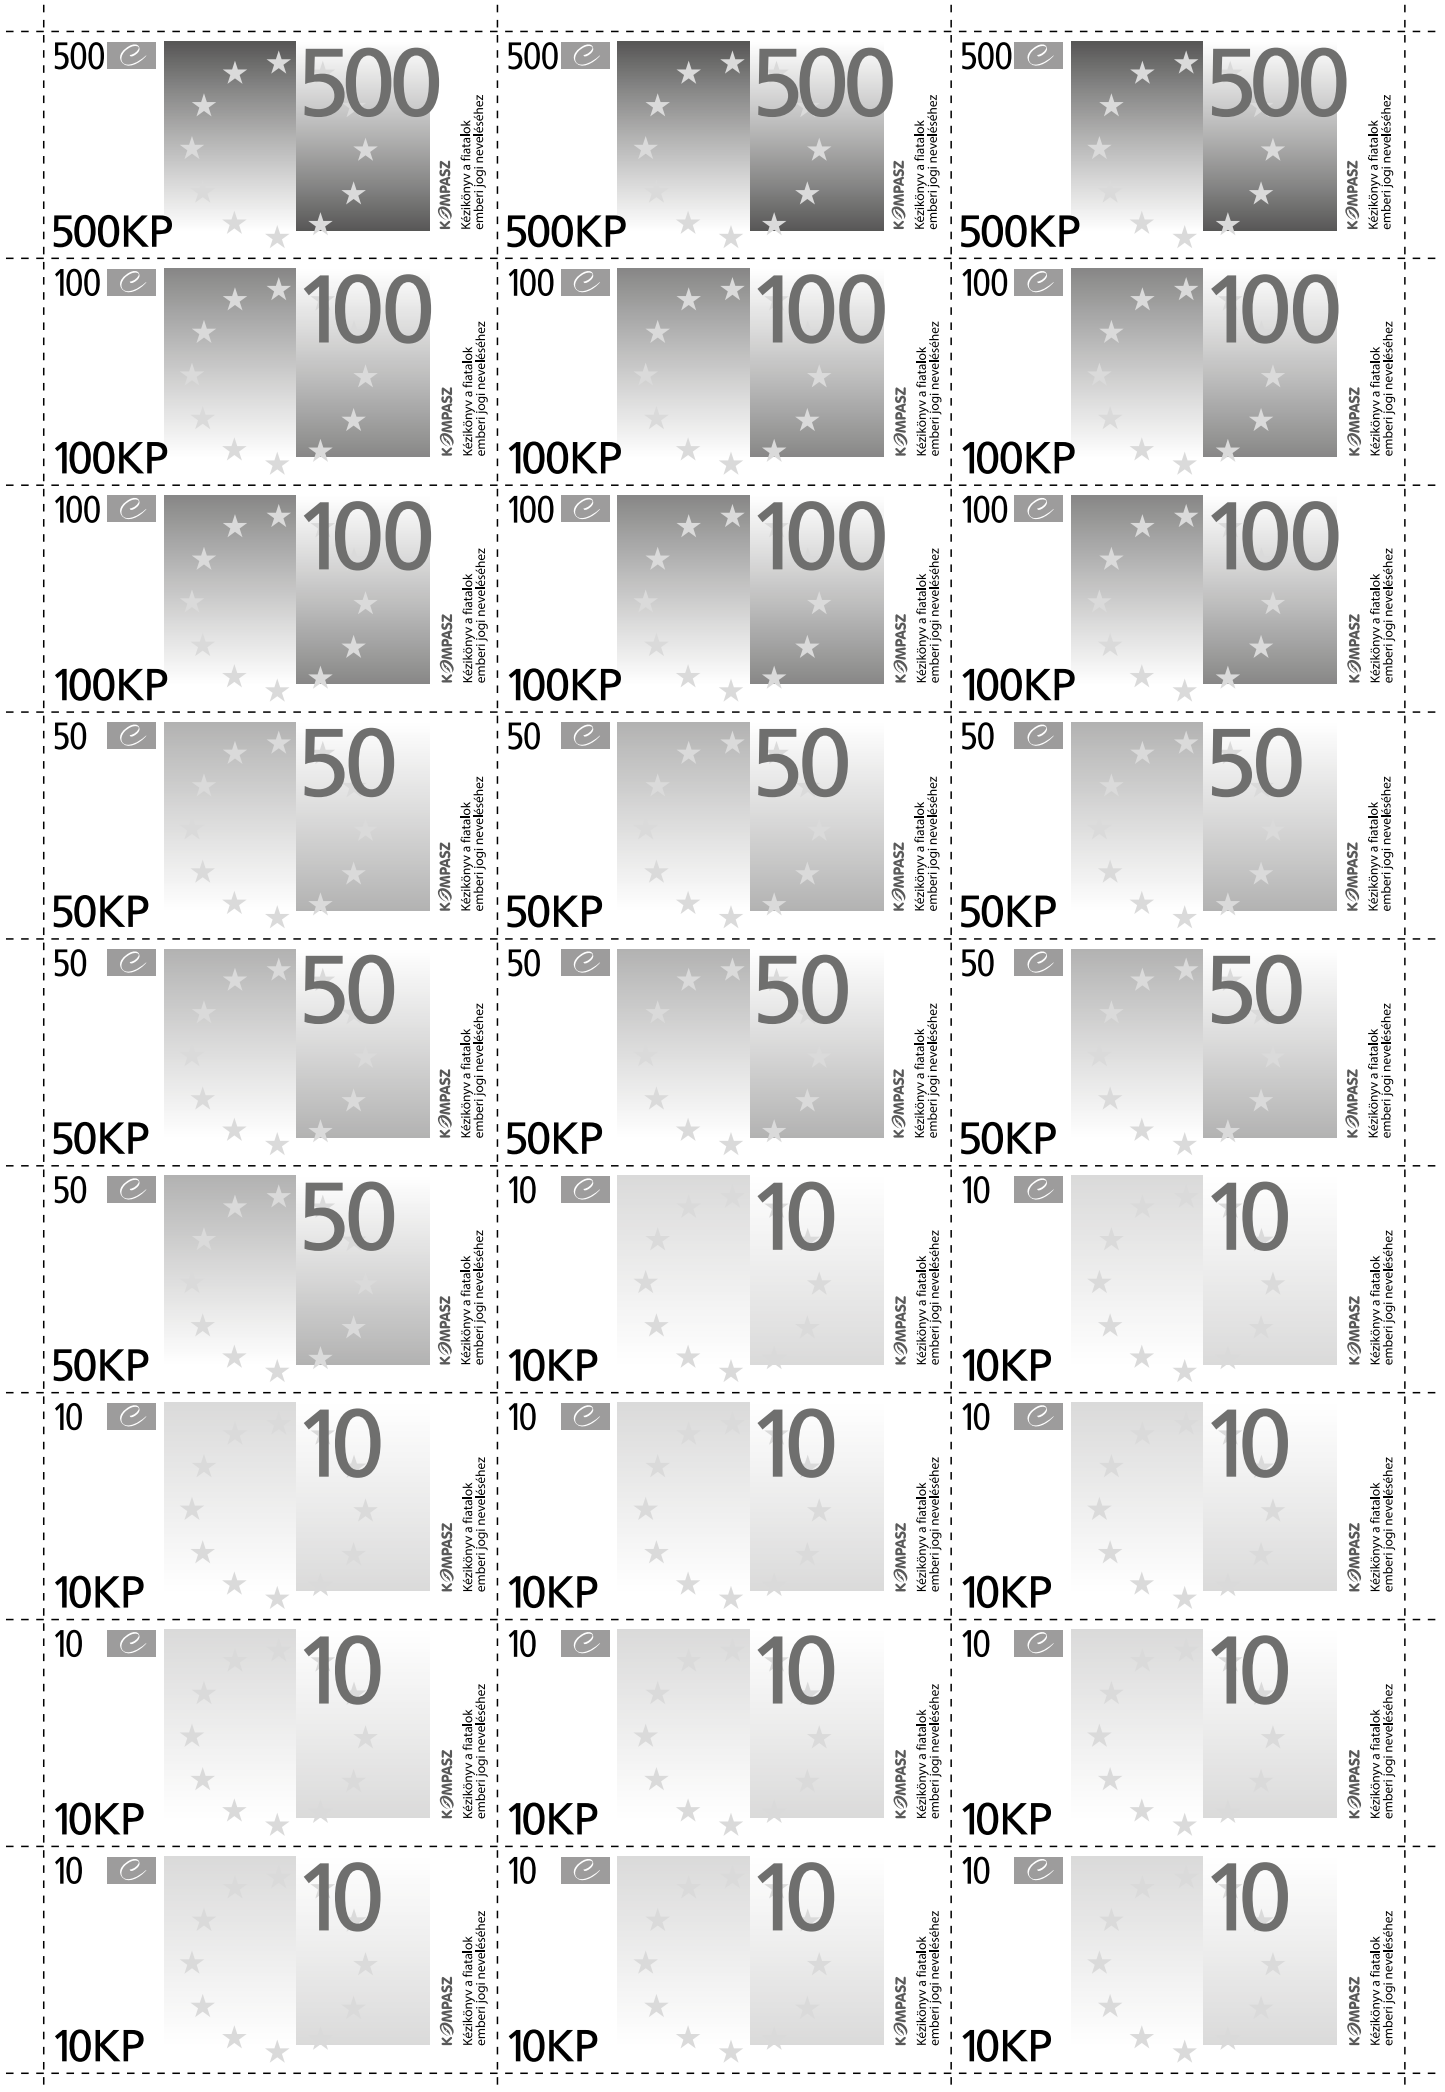 500
500
KOMPASZ
Kézikönyv a fiatalok
emberi jogi neveléséhez
500KP
500
500
KOMPASZ
Kézikönyv a fiatalok
emberi jogi neveléséhez
500KP
500
500
KOMPASZ
Kézikönyv a fiatalok
emberi jogi neveléséhez
500KP
100
100
KOMPASZ
Kézikönyv a fiatalok
emberi jogi neveléséhez
100KP
100
100
KOMPASZ
Kézikönyv a fiatalok
emberi jogi neveléséhez
100KP
100
100
KOMPASZ
Kézikönyv a fiatalok
emberi jogi neveléséhez
100KP
100
100
KOMPASZ
Kézikönyv a fiatalok
emberi jogi neveléséhez
100KP
100
100
KOMPASZ
Kézikönyv a fiatalok
emberi jogi neveléséhez
100KP
100
100
KOMPASZ
Kézikönyv a fiatalok
emberi jogi neveléséhez
100KP
50
50
KOMPASZ
Kézikönyv a fiatalok
emberi jogi neveléséhez
50KP
50
50
KOMPASZ
Kézikönyv a fiatalok
emberi jogi neveléséhez
50KP
50
50
KOMPASZ
Kézikönyv a fiatalok
emberi jogi neveléséhez
50KP
50
50
KOMPASZ
Kézikönyv a fiatalok
emberi jogi neveléséhez
50KP
50
50
KOMPASZ
Kézikönyv a fiatalok
emberi jogi neveléséhez
50KP
50
50
KOMPASZ
Kézikönyv a fiatalok
emberi jogi neveléséhez
50KP
50
50
KOMPASZ
Kézikönyv a fiatalok
emberi jogi neveléséhez
50KP
10
10
KOMPASZ
Kézikönyv a fiatalok
emberi jogi neveléséhez
10KP
10
10
KOMPASZ
Kézikönyv a fiatalok
emberi jogi neveléséhez
10KP
10
10
KOMPASZ
Kézikönyv a fiatalok
emberi jogi neveléséhez
10KP
10
10
KOMPASZ
Kézikönyv a fiatalok
emberi jogi neveléséhez
10KP
10
10
KOMPASZ
Kézikönyv a fiatalok
emberi jogi neveléséhez
10KP
10
10
KOMPASZ
Kézikönyv a fiatalok
emberi jogi neveléséhez
10KP
10
10
KOMPASZ
Kézikönyv a fiatalok
emberi jogi neveléséhez
10KP
10
10
KOMPASZ
Kézikönyv a fiatalok
emberi jogi neveléséhez
10KP
10
10
KOMPASZ
Kézikönyv a fiatalok
emberi jogi neveléséhez
10KP
10
10
KOMPASZ
Kézikönyv a fiatalok
emberi jogi neveléséhez
10KP
10
10
KOMPASZ
Kézikönyv a fiatalok
emberi jogi neveléséhez
10KP